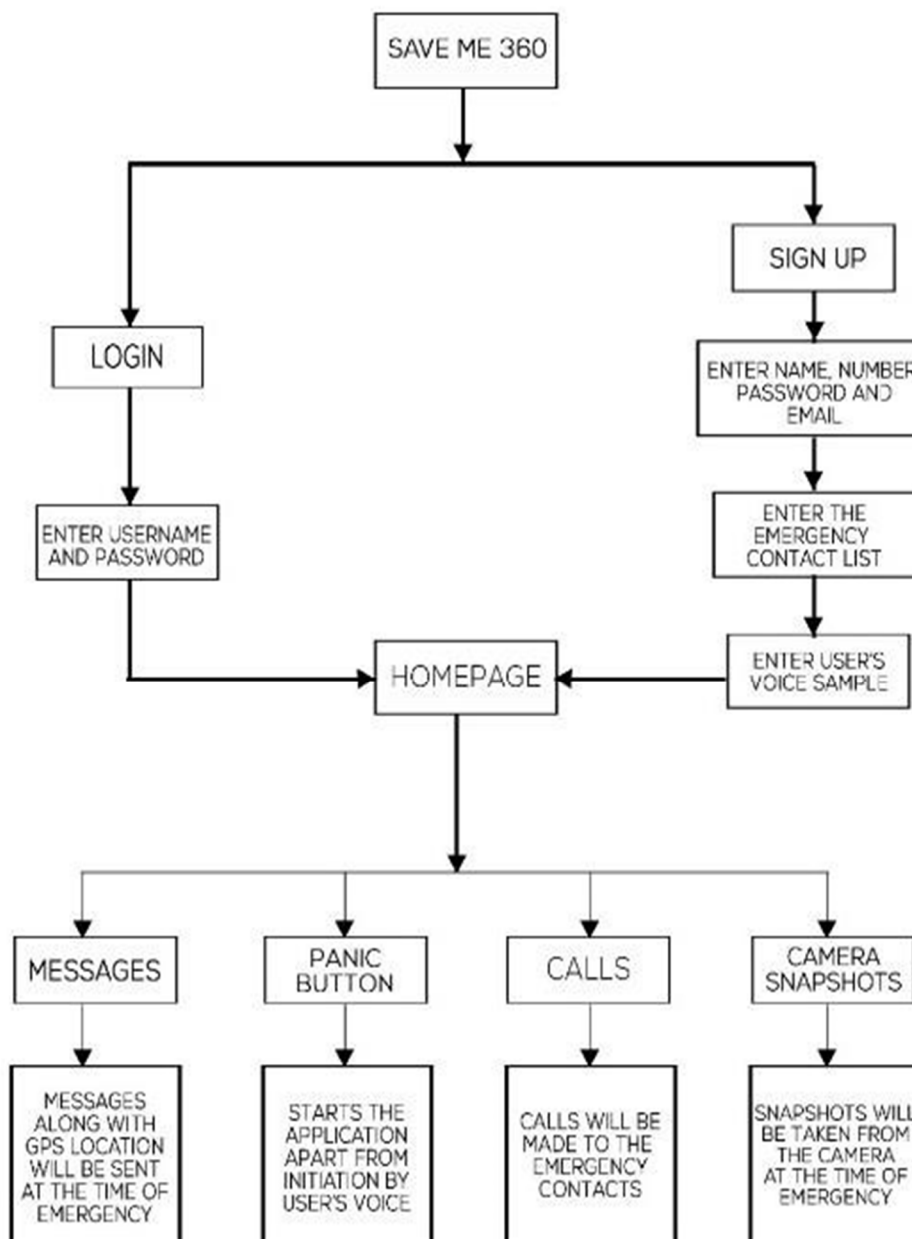 SAVE ME 360
SIGN UP
LOGIN
ENTER NAME, NUMBER
PASSWORD AND
EMAIL
ENTER USERNAME
AND PASSWORD
ENTER THE
EMERGENCY
CONTACT LIST
HOMEPAGE
ENTER USER'S
VOICE SAMPLE
MESSAGES
PANIC
BUTTON
CALLS
CAMERA
SNAPSHOTS
MESSAGES
ALONG WITH
GPS LOCATION
WILL BE SENT
AT THE TIME OF
EMERGENCY
STARTS THE
APPLICATION
APART FROM
INITIATION BY
USER'S VOICE
CALLS WILL BE
MADE TO THE
EMERGENCY
CONTACTS
SNAPSHOTS WILL
BE TAKEN FROM
THE CAMERA
AT THE TIME OF
EMERGENCY